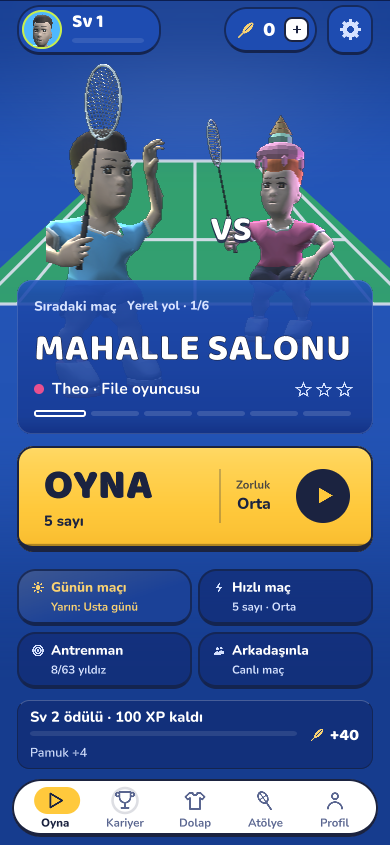 Sv 1
0
+
VS
Sıradaki maç Yerel yol · 1/6
MAHALLE SALONU
Theo · File oyuncusu
OYNA
5 sayı
Zorluk
Orta
Günün maçı
Yarın: Usta günü
Hızlı maç
5 sayı · Orta
Antrenman
8/63 yıldız
Arkadaşınla
Canlı maç
Sv 2 ödülü · 100 XP kaldı
+40
Pamuk +4
Oyna
Kariyer
Dolap
Atölye
Profil